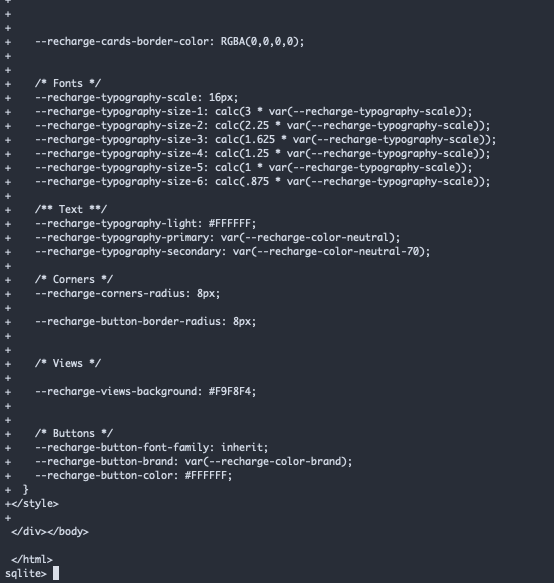 +
+
+
+    --recharge-cards-border-color: RGBA(0,0,0,0);
+
+
+    /* Fonts */
+    --recharge-typography-scale: 16px;
+    --recharge-typography-size-1: calc(3 * var(--recharge-typography-scale));
+    --recharge-typography-size-2: calc(2.25 * var(--recharge-typography-scale));
+    --recharge-typography-size-3: calc(1.625 * var(--recharge-typography-scale));
+    --recharge-typography-size-4: calc(1.25 * var(--recharge-typography-scale));
+    --recharge-typography-size-5: calc(1 * var(--recharge-typography-scale));
+    --recharge-typography-size-6: calc(.875 * var(--recharge-typography-scale));
+
+    /** Text **/
+    --recharge-typography-light: #FFFFFF;
+    --recharge-typography-primary: var(--recharge-color-neutral);
+    --recharge-typography-secondary: var(--recharge-color-neutral-70);
+
+    /* Corners */
+    --recharge-corners-radius: 8px;
+
+    --recharge-button-border-radius: 8px;
+
+
+    /* Views */
+
+    --recharge-views-background: #F9F8F4;
+
+
+    /* Buttons */
+    --recharge-button-font-family: inherit;
+    --recharge-button-brand: var(--recharge-color-brand);
+    --recharge-button-color: #FFFFFF;
+  }
+</style>
+
 </div></body>

 </html>
sqlite>